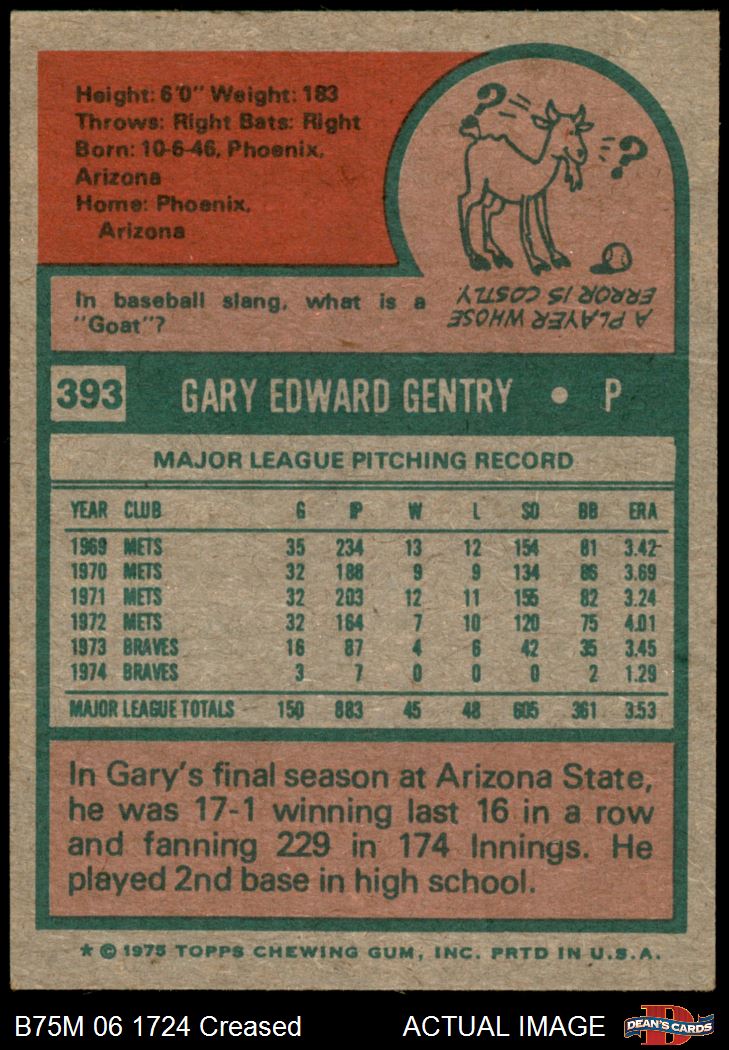 Height: 6'0" Weight: 183
Throws: Right Bats: Right
Born: 10-6-46, Phoenix,
Arizona
Home: Phoenix,
Arizona
? ?
In baseball slang, what is a
"Goat"?
A PLAYER WHOSE
ERROR IS COSTLY.
393 GARY EDWARD GENTRY • P
MAJOR LEAGUE PITCHING RECORD
YEAR CLUB G IP W L SO BB ERA
1969 METS 35 234 13 12 154 81 3.42
1970 METS 32 188 9 9 134 86 3.69
1971 METS 32 203 12 11 155 82 3.24
1972 METS 32 164 7 10 120 75 4.01
1973 BRAVES 16 87 4 6 42 35 3.45
1974 BRAVES 3 7 0 0 0 2 1.29
MAJOR LEAGUE TOTALS 150 883 45 48 605 361 3.53
In Gary's final season at Arizona State,
he was 17-1 winning last 16 in a row
and fanning 229 in 174 Innings. He
played 2nd base in high school.
* © 1975 TOPPS CHEWING GUM, INC. PRTD IN U.S.A.
B75M 06 1724 Creased ACTUAL IMAGE D DEAN'S CARDS